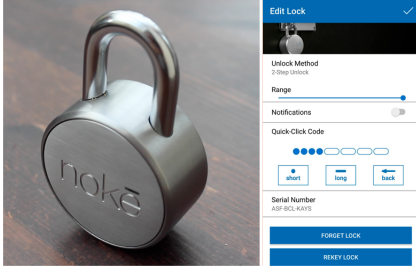 nokē
Edit Lock
Unlock Method
2-Step Unlock
Range
Notifications
Quick-Click Code
short long back
Serial Number
ASF-BCL-KAYS
FORGET LOCK
REKEY LOCK